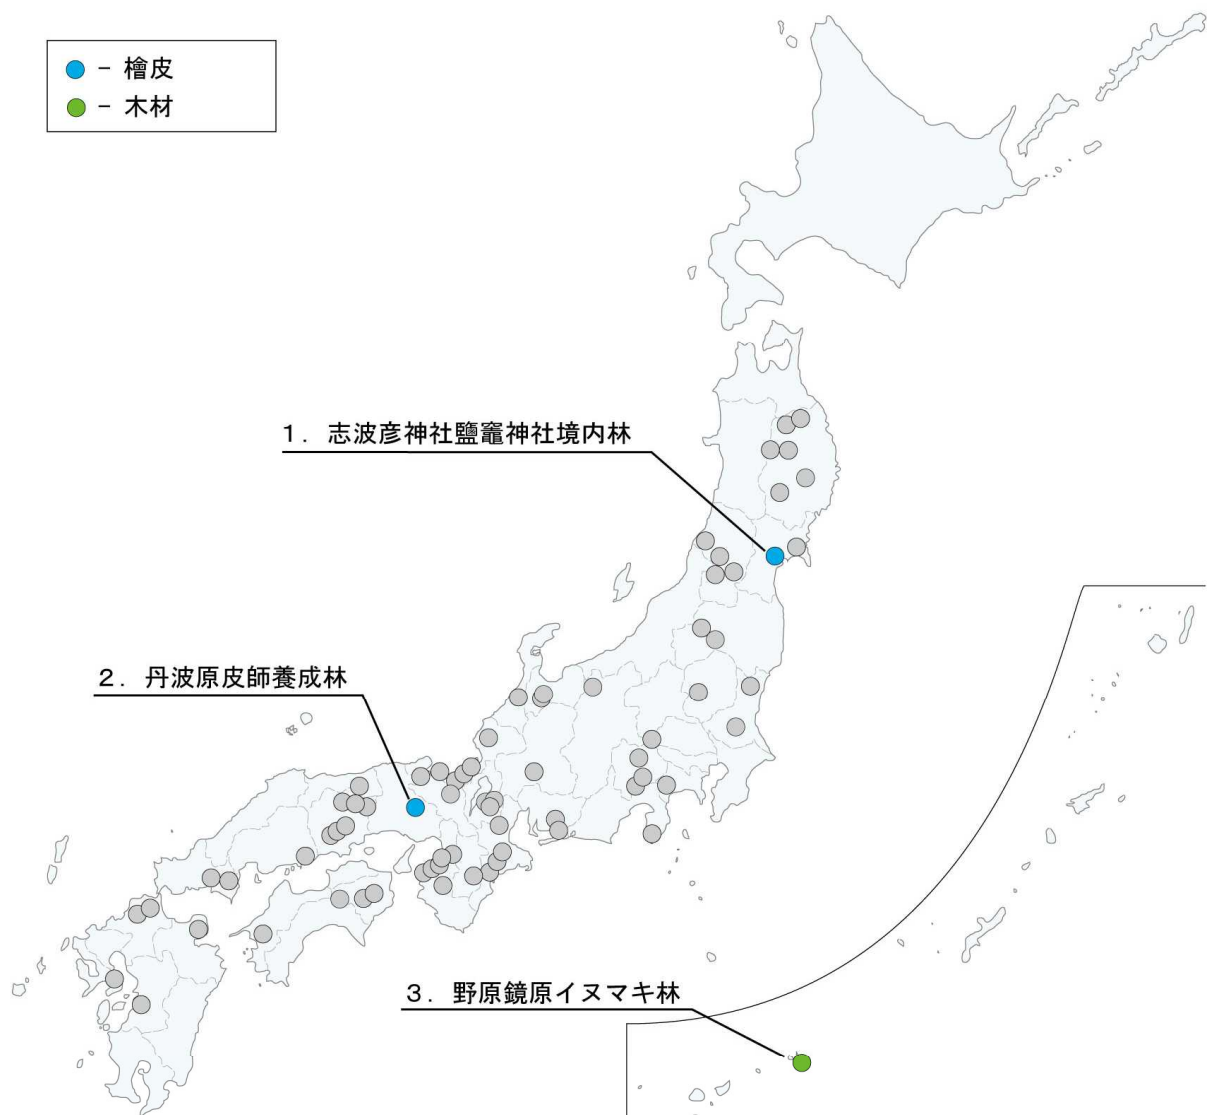 - 檜皮
- 木材
1. 志波彦神社鹽竈神社境内林
2. 丹波原皮師養成林
3. 野原鏡原イヌマキ林